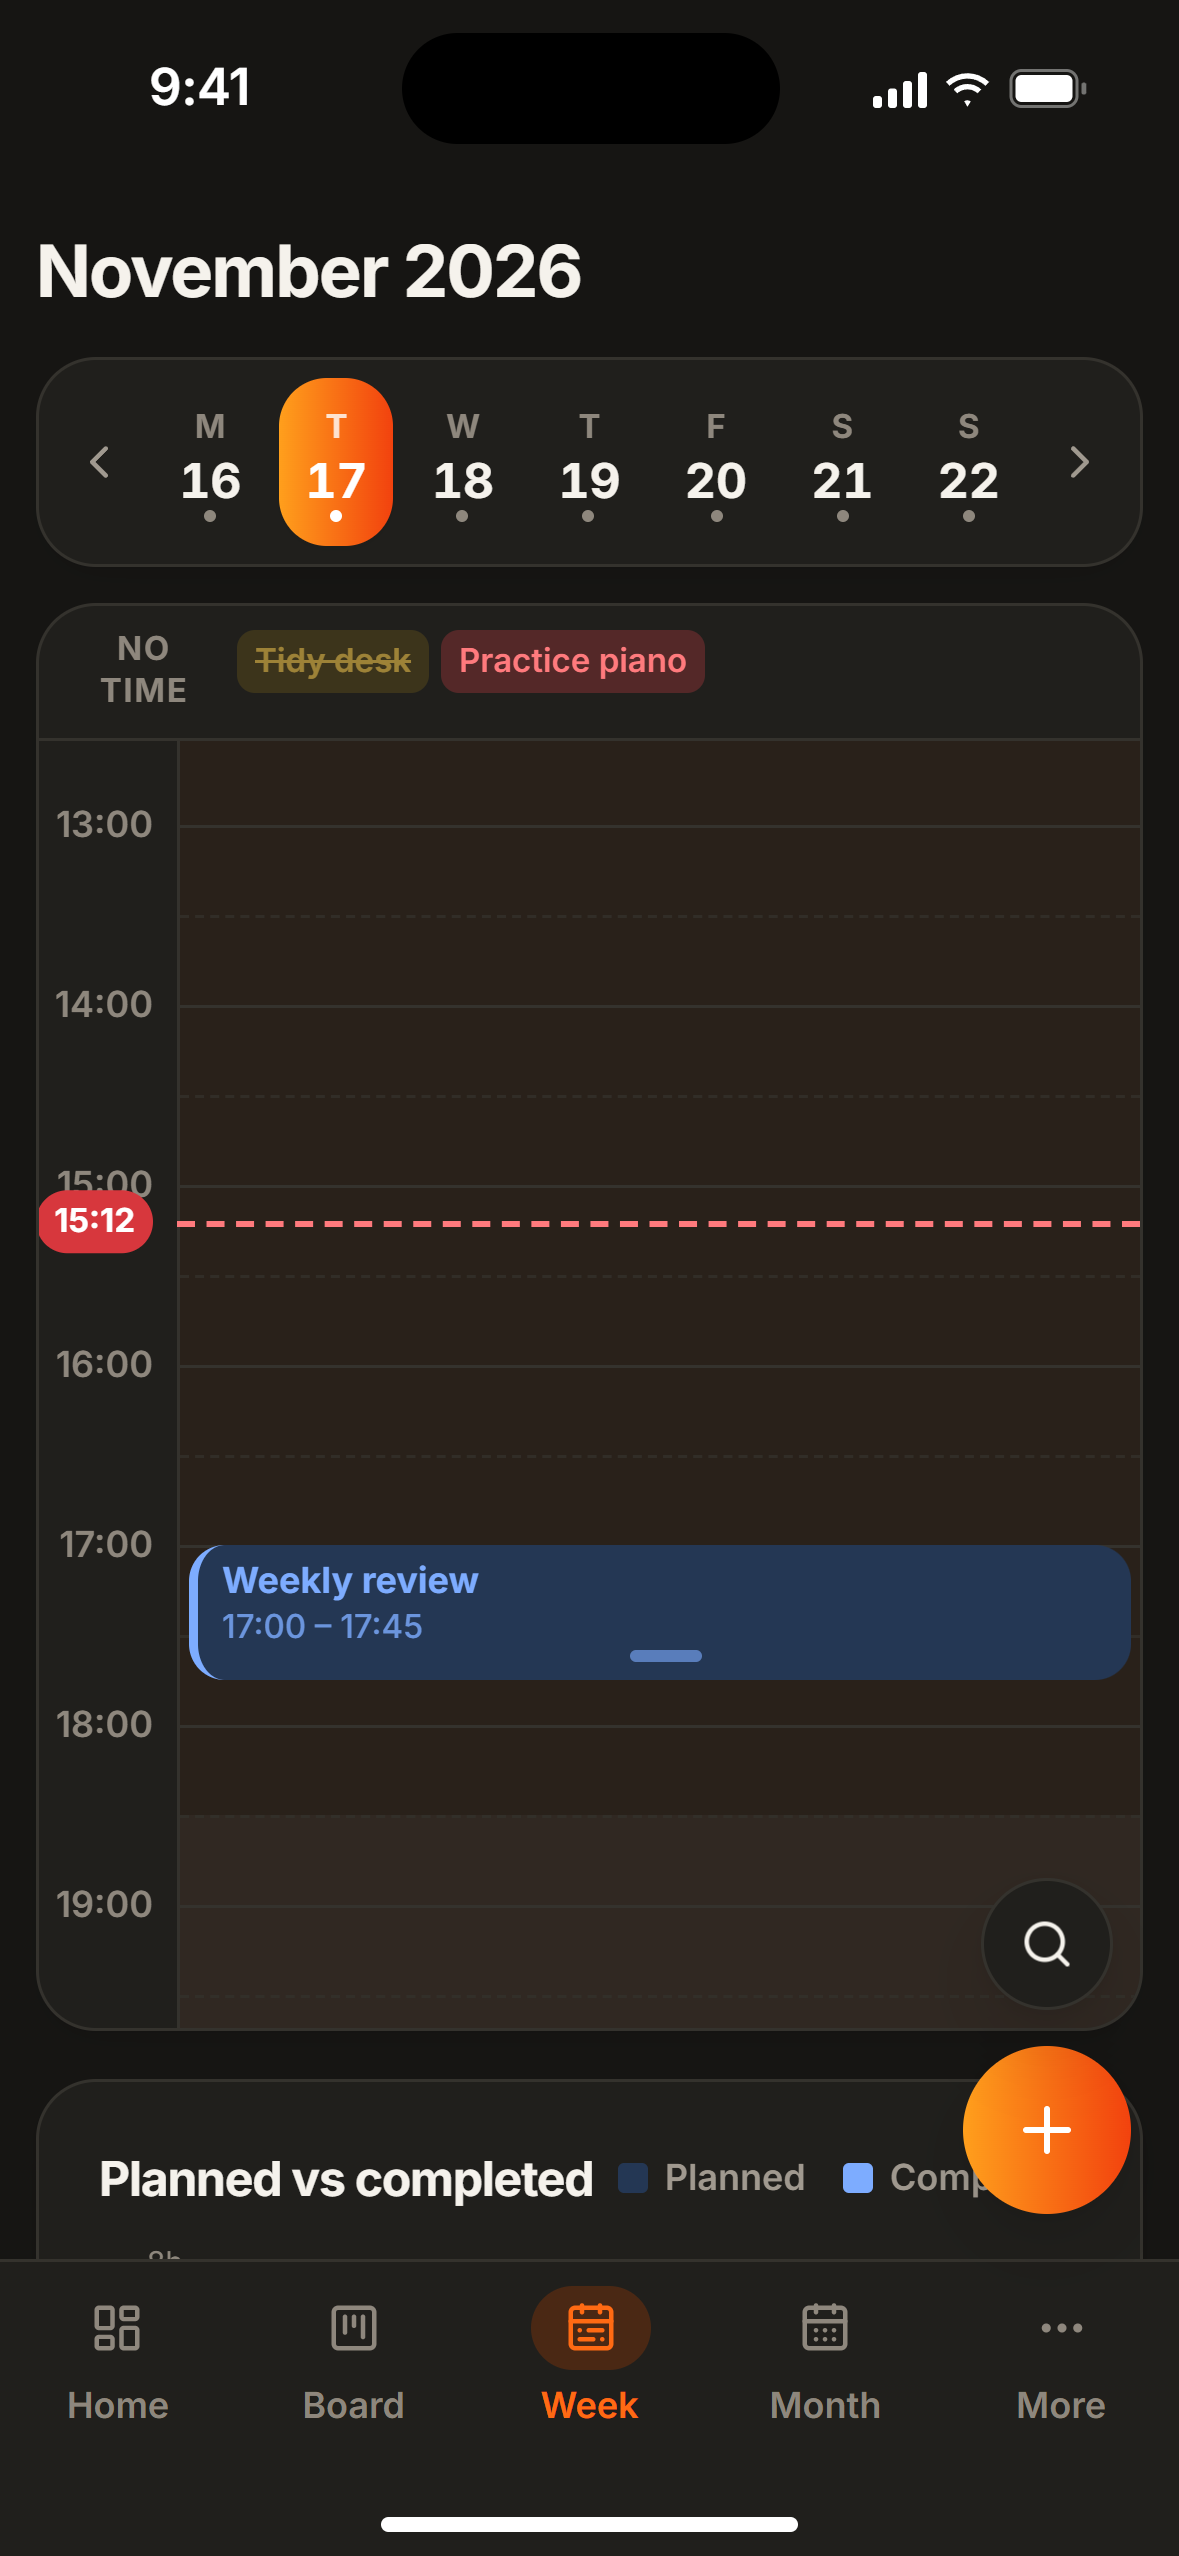 9:41
November 2026
M T W T F S S
16 17 18 19 20 21 22
NO TIME
Tidy desk
Practice piano
13:00
14:00
15:00
15:12
16:00
17:00
Weekly review
17:00 – 17:45
18:00
19:00
Planned vs completed
Planned
Home
Board
Week
Month
More